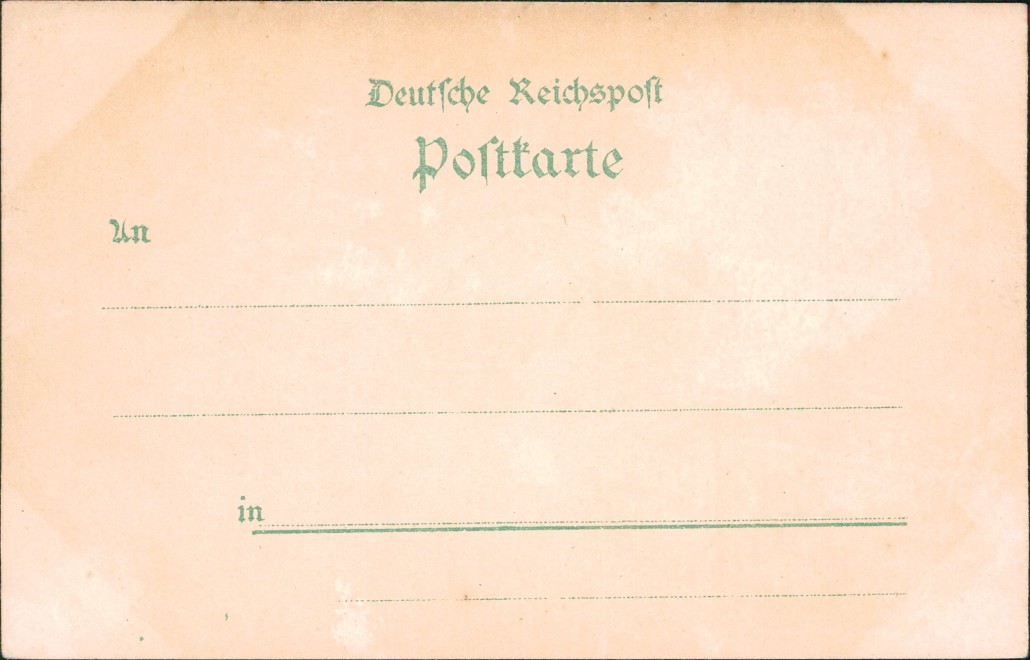 Deutſche Reichspoſt
Poſtkarte
An
in